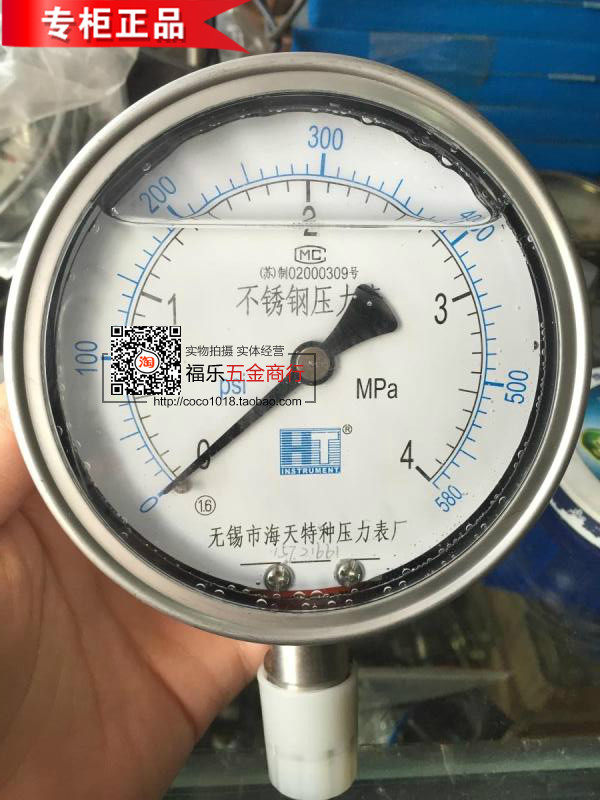 专柜正品
300
200
400
2
MC
(苏)制02000309号
不锈钢压力表
1
3
100
实物拍摄 实体经营
淘
福乐五金商行
psi
MPa
500
http://coco1018.taobao.com
0
HT®
INSTRUMENT
4
0
1.6
580
无锡市海天特种压力表厂